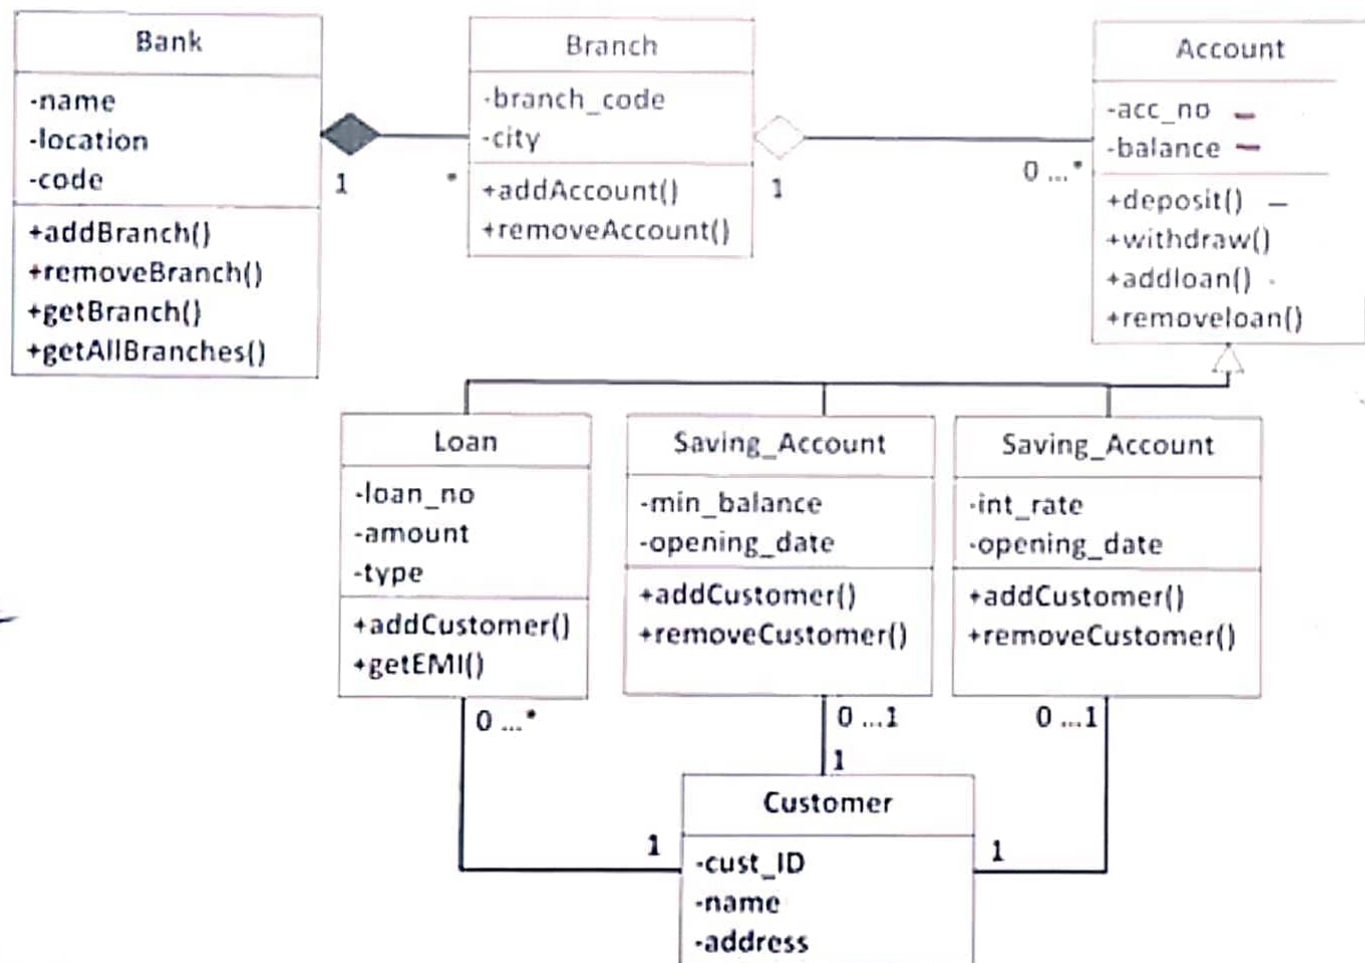 Bank
-name
-location
-code
+addBranch()
+removeBranch()
+getBranch()
+getAllBranches()
1
*
Branch
-branch_code
-city
+addAccount()
+removeAccount()
1
0 ...*
Account
-acc_no
-balance
+deposit()
+withdraw()
+addloan()
+removeloan()
Loan
-loan_no
-amount
-type
+addCustomer()
+getEMI()
Saving_Account
-min_balance
-opening_date
+addCustomer()
+removeCustomer()
Saving_Account
-int_rate
-opening_date
+addCustomer()
+removeCustomer()
0 ...*
0 ...1
0 ...1
1
1
1
Customer
-cust_ID
-name
-address